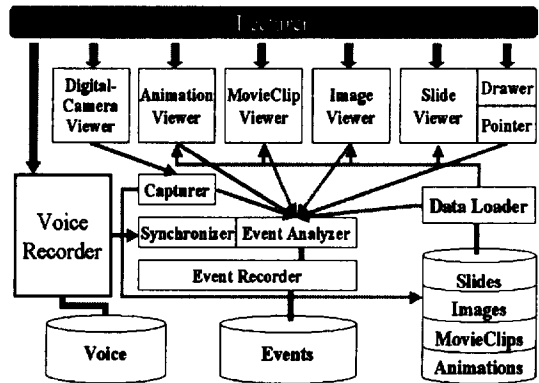 Lecturer
Digital-
Camera
Viewer
Animation
Viewer
MovieClip
Viewer
Image
Viewer
Slide
Viewer
Drawer
Pointer
Capturer
Voice
Recorder
Synchronizer
Event Analyzer
Data Loader
Event Recorder
Slides
Images
MovieClips
Animations
Voice
Events